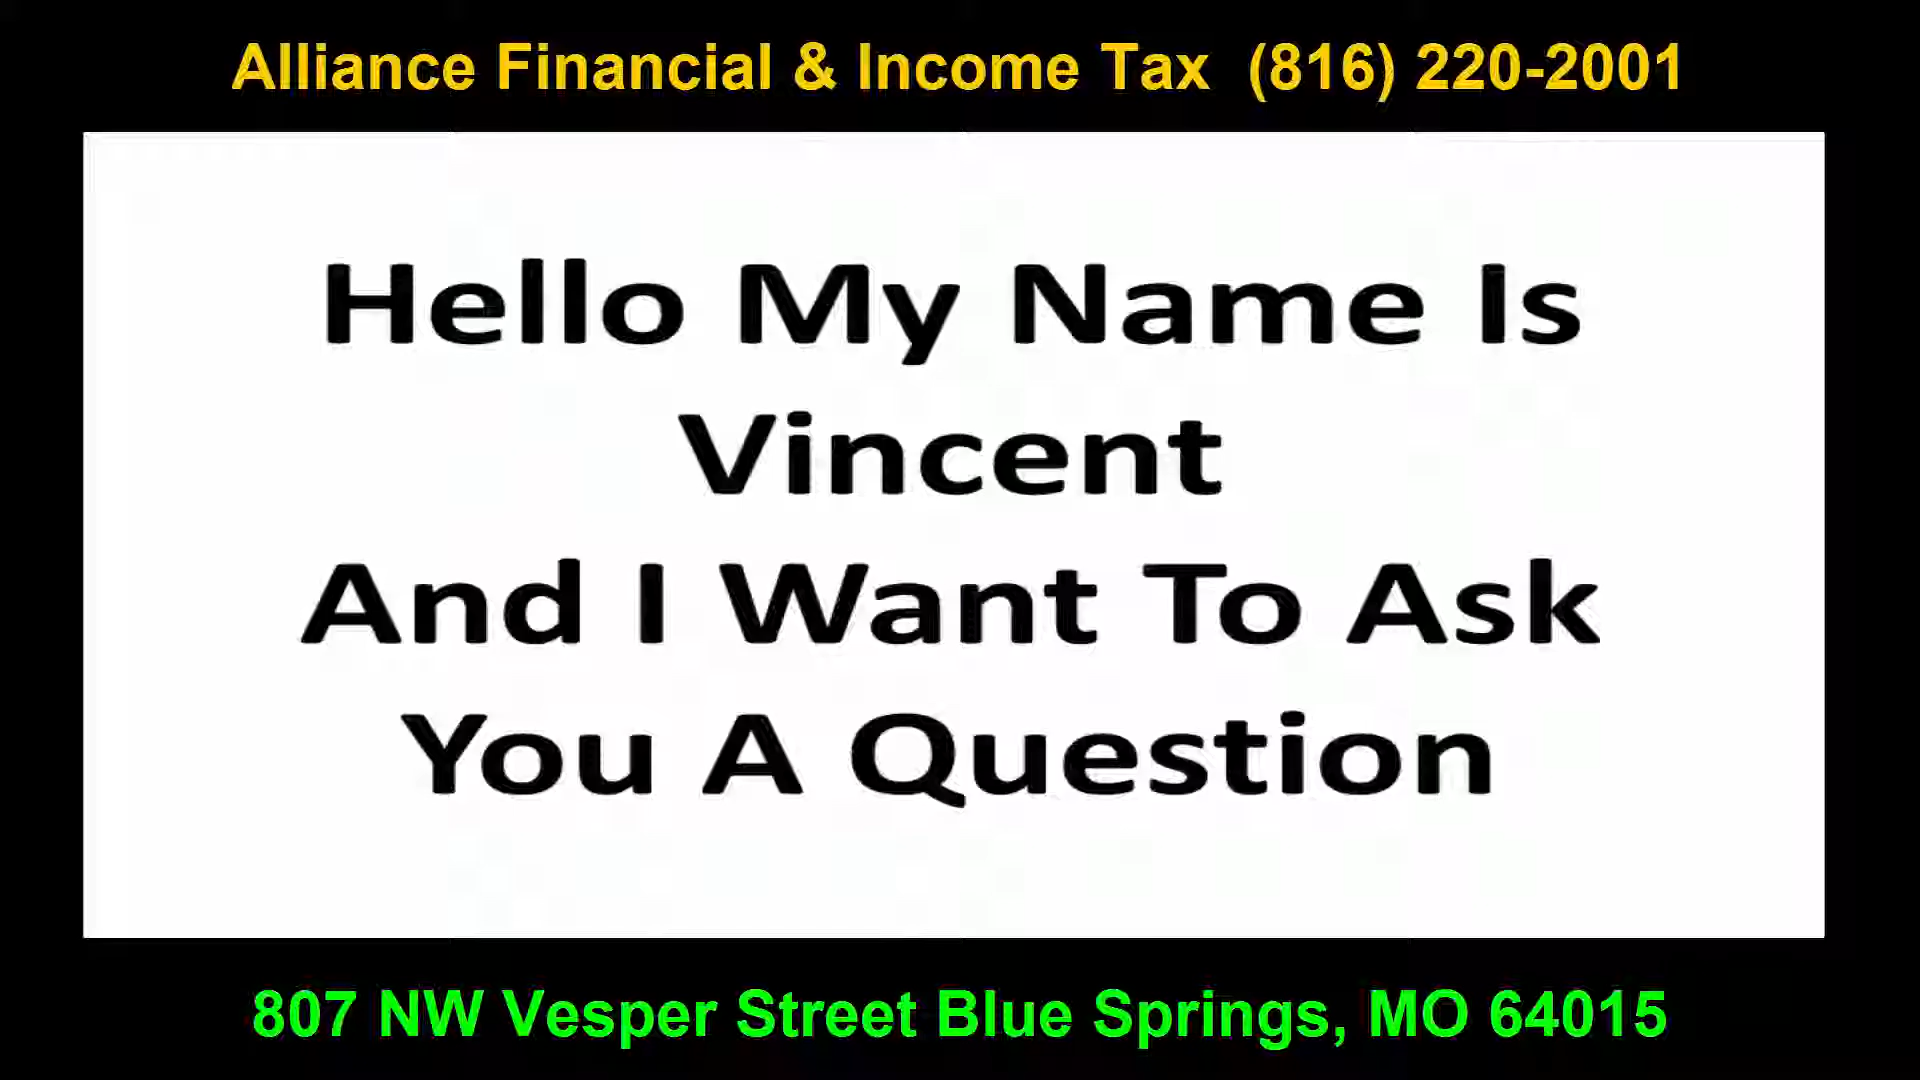 Alliance Financial & Income Tax (816) 220-2001
Hello My Name Is
Vincent
And I Want To Ask
You A Question
807 NW Vesper Street Blue Springs, MO 64015